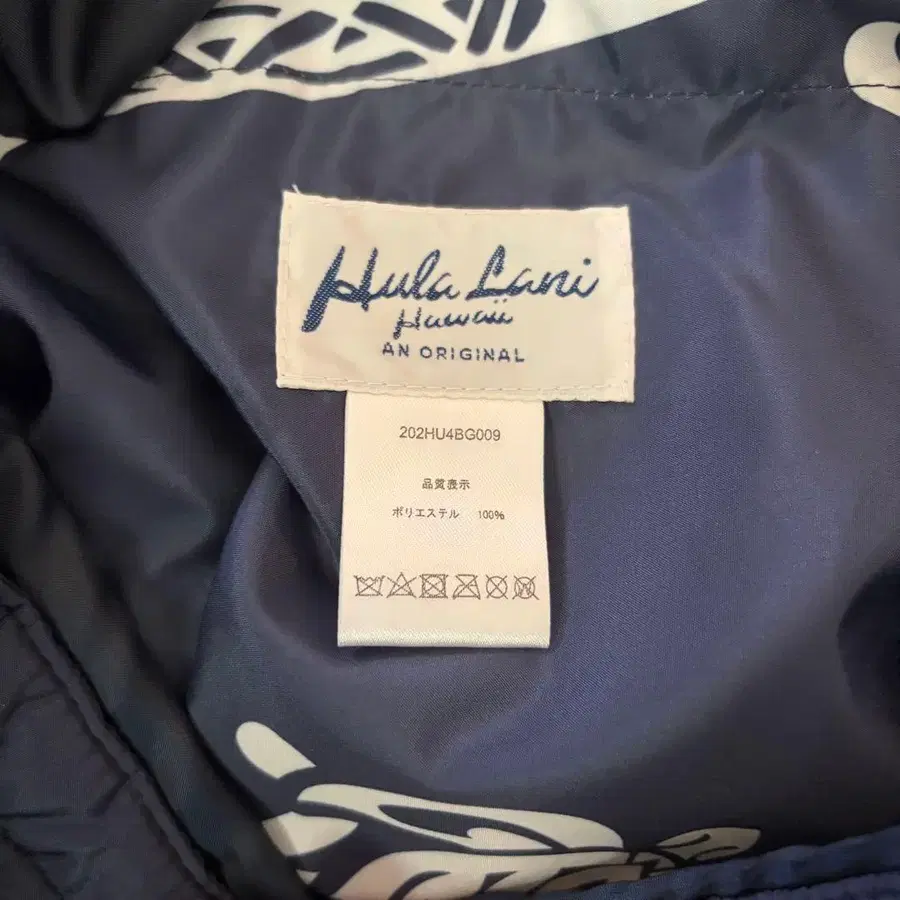 Hula Lani
Hawaii
AN ORIGINAL
202HU4BG009
品質表示
ポリエステル 100%